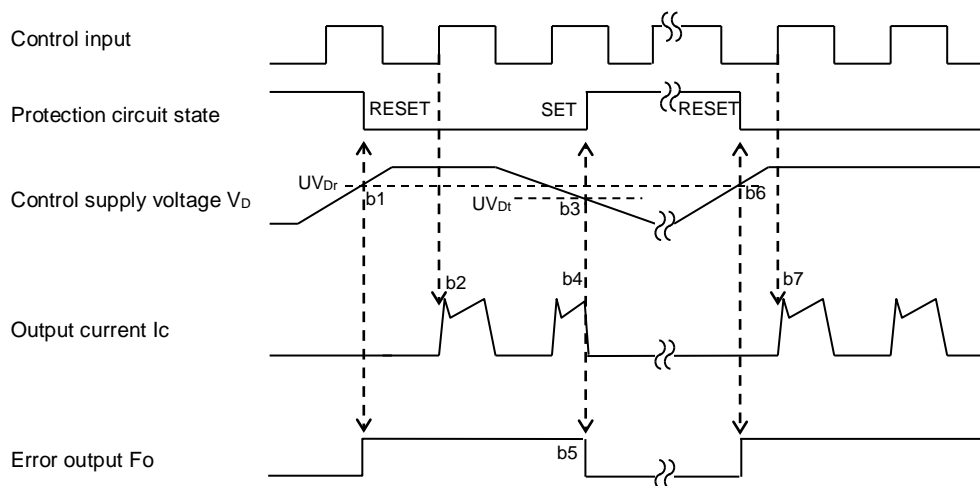 Control input
Protection circuit state
RESET
SET
RESET
Control supply voltage VD
UVDr
b1
UVDt
b3
b6
b2
b4
b7
Output current Ic
b5
Error output Fo